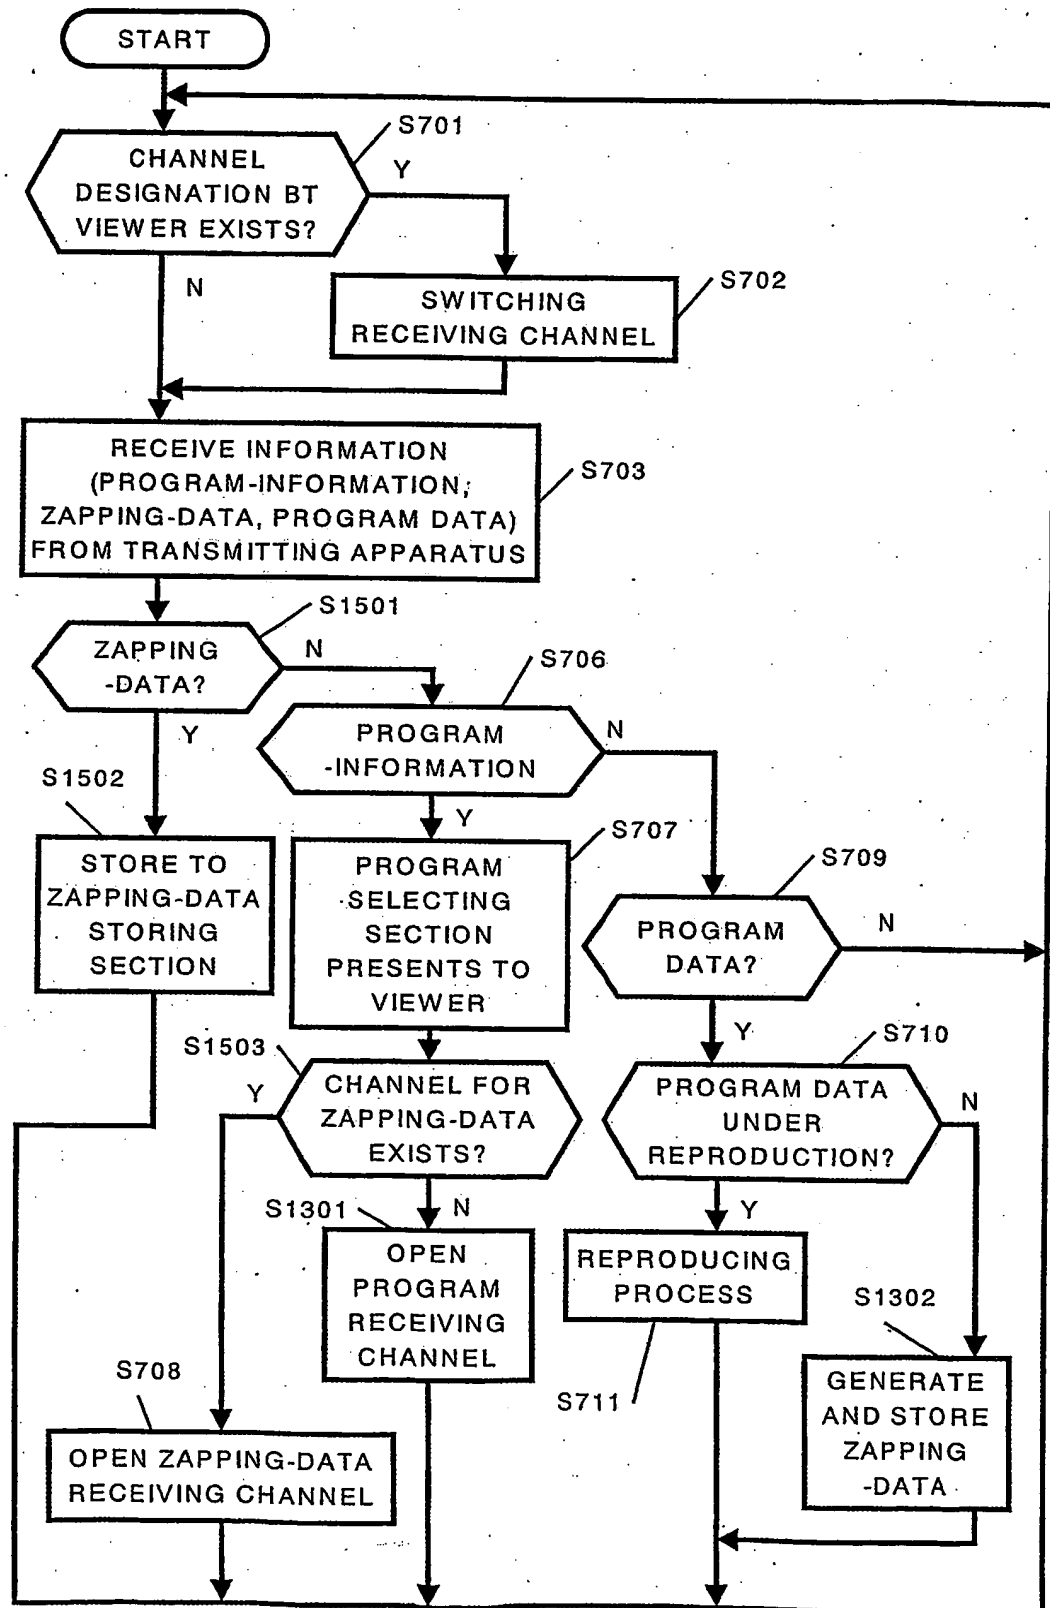 START
S701
CHANNEL
DESIGNATION BT
VIEWER EXISTS?
Y
N
S702
SWITCHING
RECEIVING CHANNEL
RECEIVE INFORMATION
(PROGRAM-INFORMATION,
ZAPPING-DATA, PROGRAM DATA)
FROM TRANSMITTING APPARATUS
S703
S1501
ZAPPING
-DATA?
N
Y
S706
PROGRAM
-INFORMATION
N
Y
S1502
STORE TO
ZAPPING-DATA
STORING
SECTION
S707
PROGRAM
SELECTING
SECTION
PRESENTS TO
VIEWER
S709
PROGRAM
DATA?
N
Y
S1503
Y
CHANNEL FOR
ZAPPING-DATA
EXISTS?
N
S710
PROGRAM DATA
UNDER
REPRODUCTION?
N
Y
S1301
OPEN
PROGRAM
RECEIVING
CHANNEL
REPRODUCING
PROCESS
S711
S1302
GENERATE
AND STORE
ZAPPING
-DATA
S708
OPEN ZAPPING-DATA
RECEIVING CHANNEL